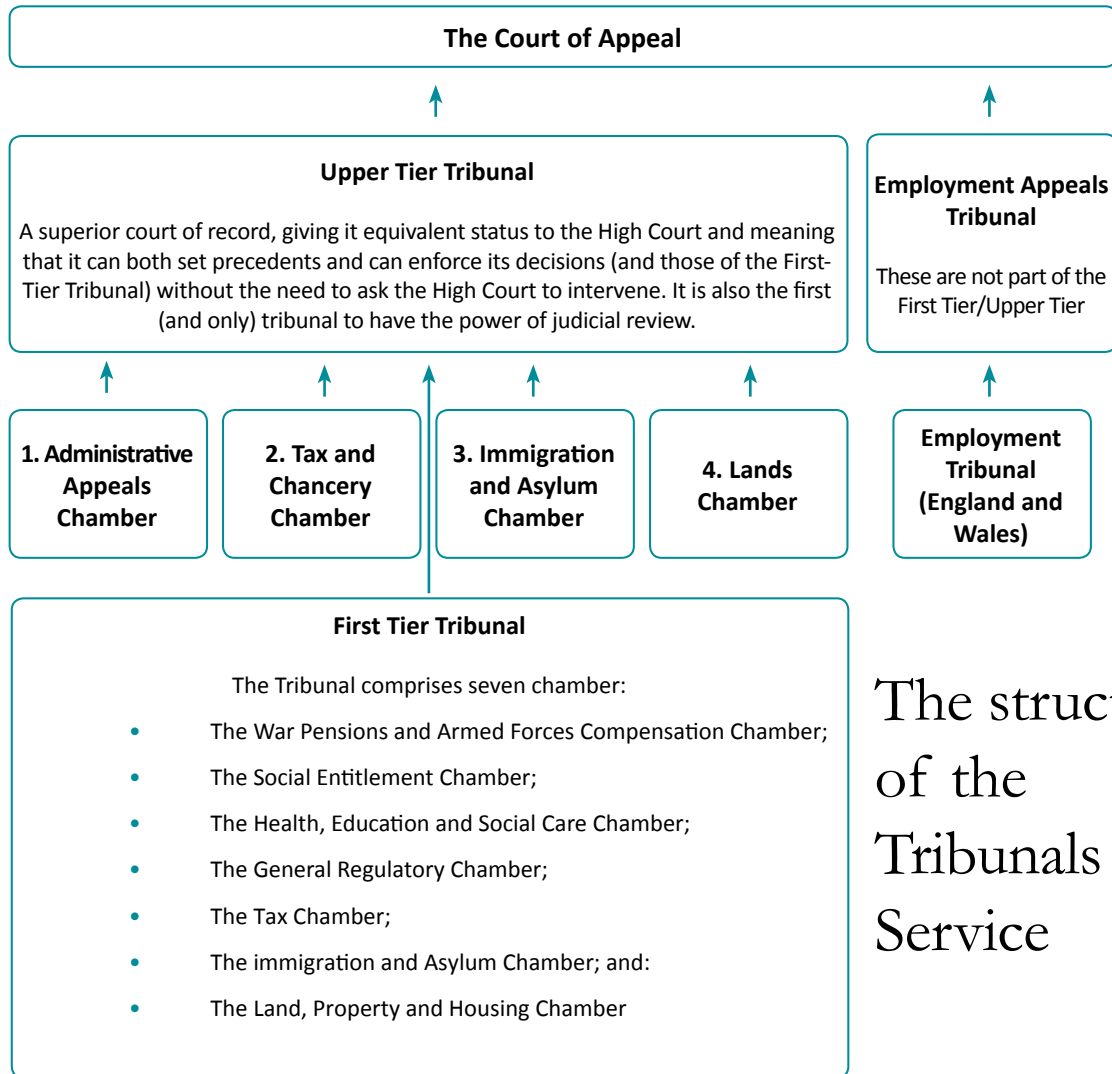 The Court of Appeal
Upper Tier Tribunal
A superior court of record, giving it equivalent status to the High Court and meaning
that it can both set precedents and can enforce its decisions (and those of the First-
Tier Tribunal) without the need to ask the High Court to intervene. It is also the first
(and only) tribunal to have the power of judicial review.
Employment Appeals
Tribunal
These are not part of the
First Tier/Upper Tier
1. Administrative
Appeals
Chamber
2. Tax and
Chancery
Chamber
3. Immigration
and Asylum
Chamber
4. Lands
Chamber
Employment
Tribunal
(England and
Wales)
First Tier Tribunal
The Tribunal comprises seven chamber:
• The War Pensions and Armed Forces Compensation Chamber;
• The Social Entitlement Chamber;
• The Health, Education and Social Care Chamber;
• The General Regulatory Chamber;
• The Tax Chamber;
• The immigration and Asylum Chamber; and:
• The Land, Property and Housing Chamber
The struc
of the
Tribunals
Service